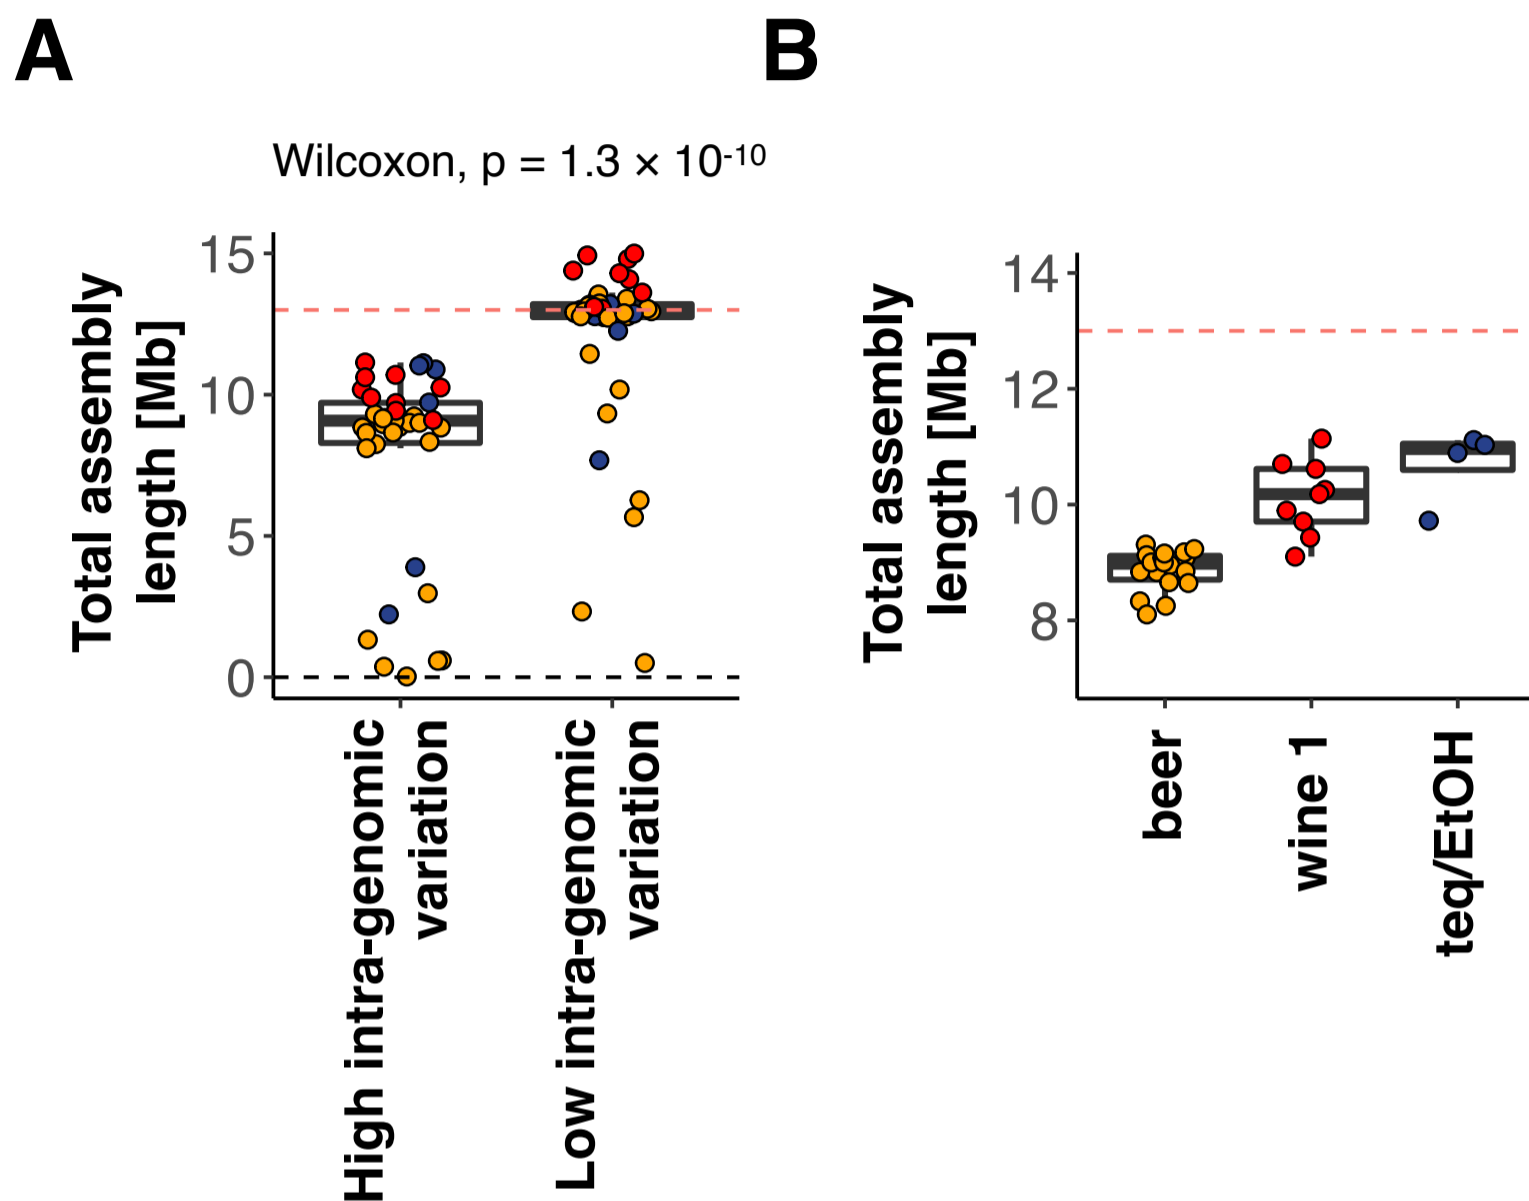 A
B
Wilcoxon, p = 1.3 × 10⁻¹⁰
Total assembly
length [Mb]
15
10
5
0
High intra-genomic
variation
Low intra-genomic
variation
Total assembly
length [Mb]
14
12
10
8
beer
wine 1
teq/EtOH